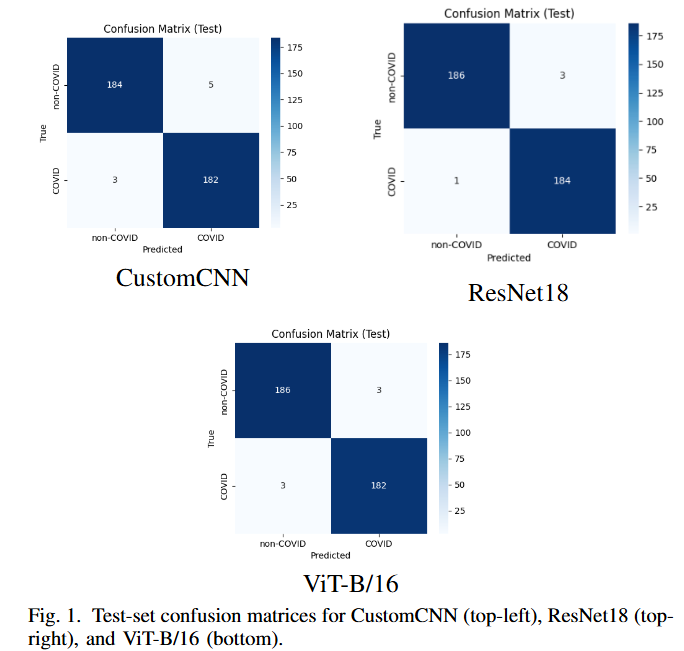 Confusion Matrix (Test)
non-COVID
COVID
True
184
5
3
182
175
150
125
100
75
50
25
non-COVID
COVID
Predicted
CustomCNN
Confusion Matrix (Test)
non-COVID
COVID
True
186
3
1
184
175
150
125
100
75
50
25
non-COVID
COVID
Predicted
ResNet18
Confusion Matrix (Test)
non-COVID
COVID
True
186
3
3
182
175
150
125
100
75
50
25
non-COVID
COVID
Predicted
ViT-B/16
Fig. 1. Test-set confusion matrices for CustomCNN (top-left), ResNet18 (top-
right), and ViT-B/16 (bottom).